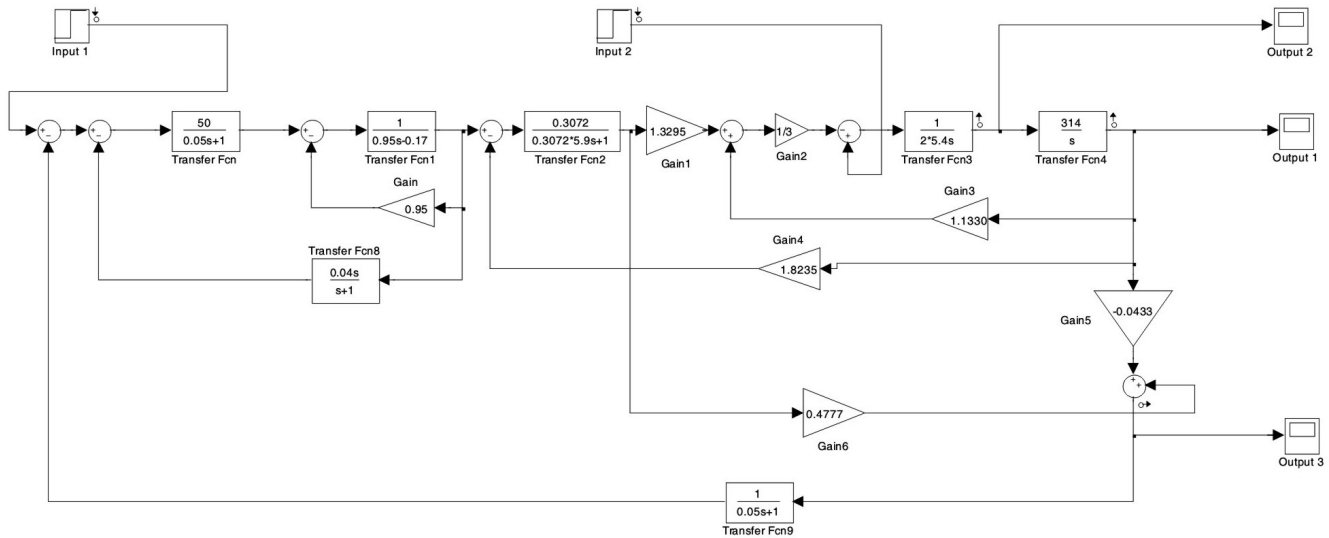 Input 1
Input 2
Output 2
50
0.05s+1
Transfer Fcn
1
0.95s-0.17
Transfer Fcn1
0.3072
0.3072*5.9s+1
Transfer Fcn2
1.3295
Gain1
1/3
Gain2
1
2*5.4s
Transfer Fcn3
314
s
Transfer Fcn4
Output 1
Gain
0.95
Gain3
1.1330
Transfer Fcn8
0.04s
s+1
Gain4
1.8235
-0.0433
Gain5
0.4777
Gain6
Output 3
1
0.05s+1
Transfer Fcn9